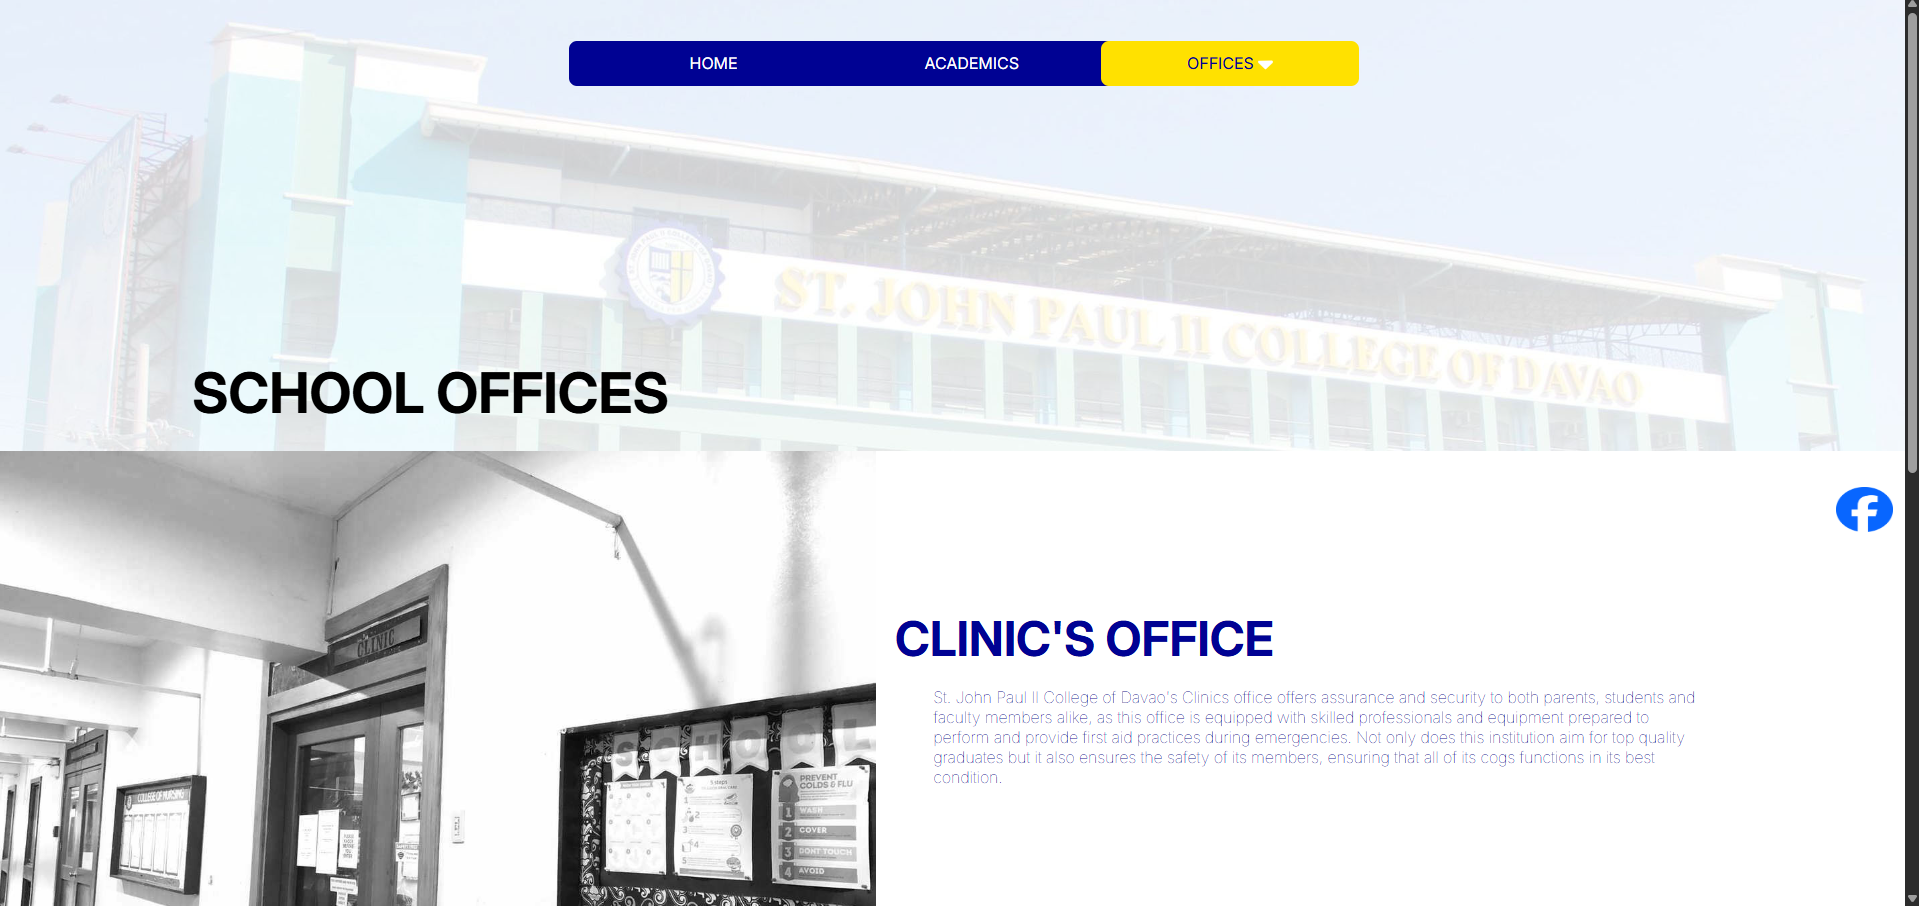 HOME
ACADEMICS
OFFICES
ST. JOHN PAUL II COLLEGE OF DAVAO
SCHOOL OFFICES
CLINIC
CLINIC'S OFFICE
St. John Paul II College of Davao's Clinics office offers assurance and security to both parents, students and
faculty members alike, as this office is equipped with skilled professionals and equipment prepared to
perform and provide first aid practices during emergencies. Not only does this institution aim for top quality
graduates but it also ensures the safety of its members, ensuring that all of its cogs functions in its best
condition.
SCHOOL
COLLEGE OF NURSING
5 steps
PREVENT
COLDS & FLU
1 WASH
2 COVER
3 DONT TOUCH
4 AVOID